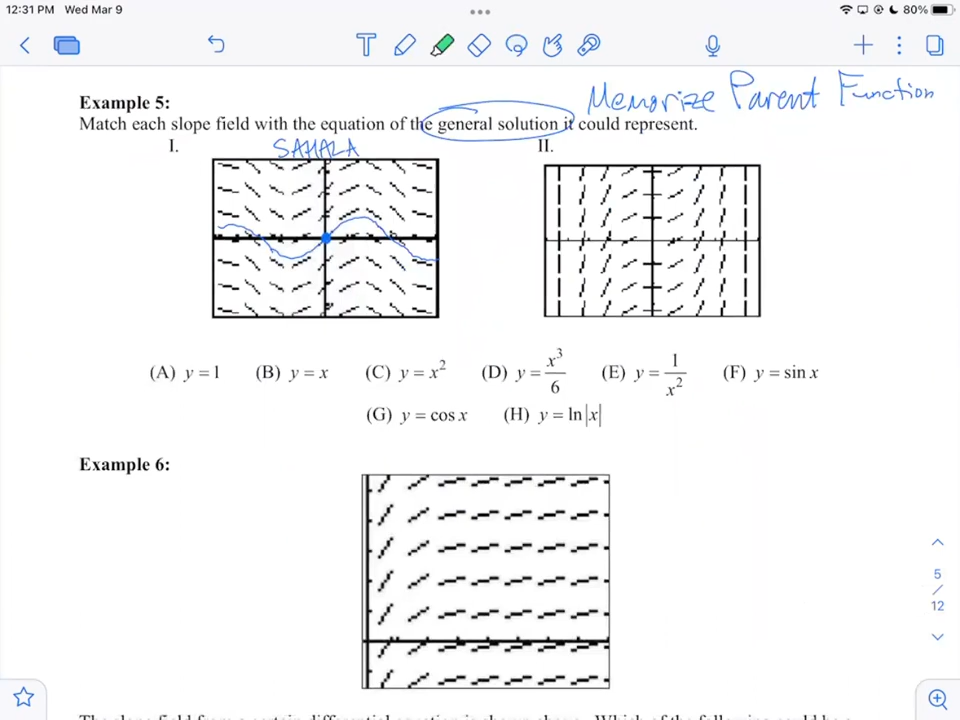 12:31 PM Wed Mar 9
80%
T
Memorize Parent Function
Example 5:
Match each slope field with the equation of the general solution it could represent.
SAHALA
I.
II.
(A) y = 1 (B) y = x (C) y = x² (D) y = x³/6 (E) y = 1/x² (F) y = sin x
(G) y = cos x (H) y = ln|x|
Example 6:
5
/
12